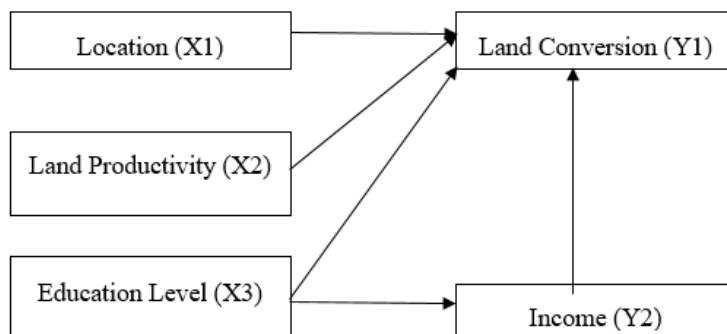 Location (X1)
Land Conversion (Y1)
Land Productivity (X2)
Education Level (X3)
Income (Y2)